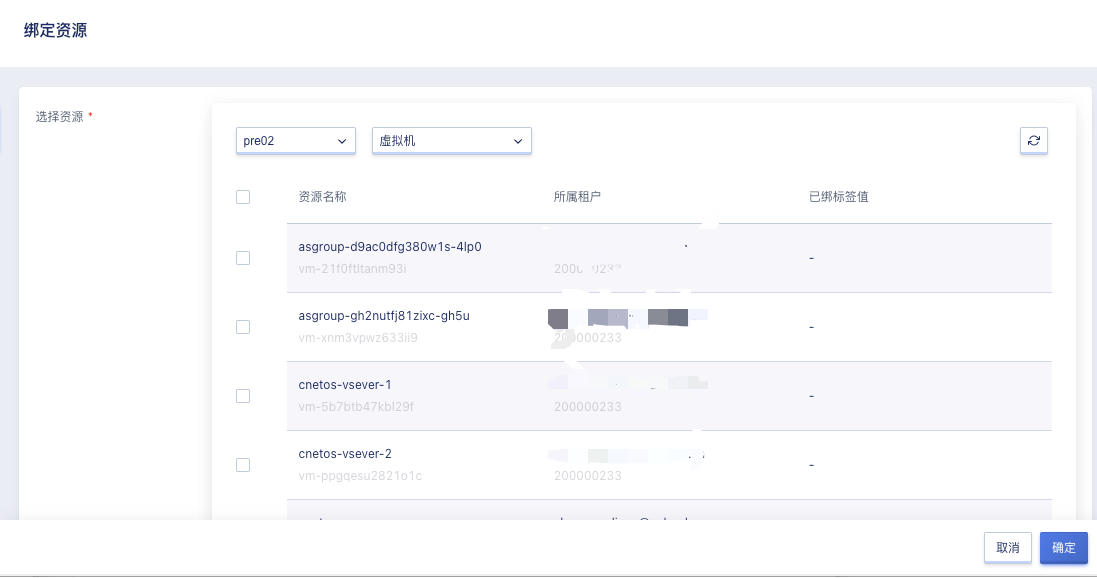 绑定资源
选择资源 *
pre02
虚拟机
资源名称 所属租户 已绑标签值
asgroup-d9ac0dfg380w1s-4lp0
vm-21f0ftltanm93i
-
asgroup-gh2nutfj81zixc-gh5u
vm-xnm3vpwz633ii9 200000233
-
cnetos-vsever-1
vm-5b7btb47kbl29f 200000233
-
cnetos-vsever-2
vm-ppgqesu2821o1c 200000233
-
取消 确定